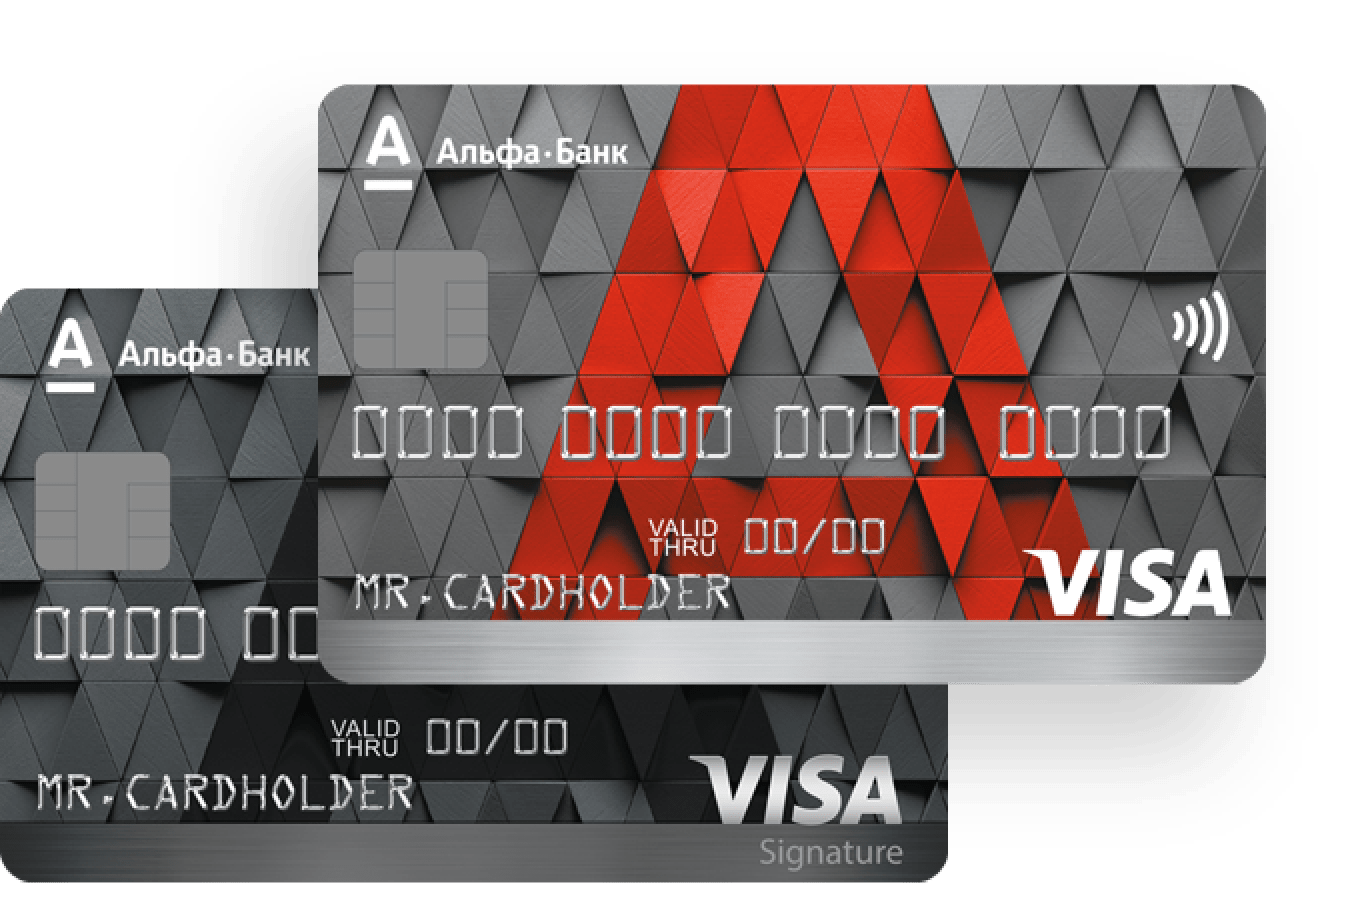 А Альфа·Банк
0000 0000 0000 0000
VALID
THRU 00/00
MR.CARDHOLDER
VISA
А Альфа·Банк
0000 00
VALID
THRU 00/00
MR.CARDHOLDER
VISA
Signature